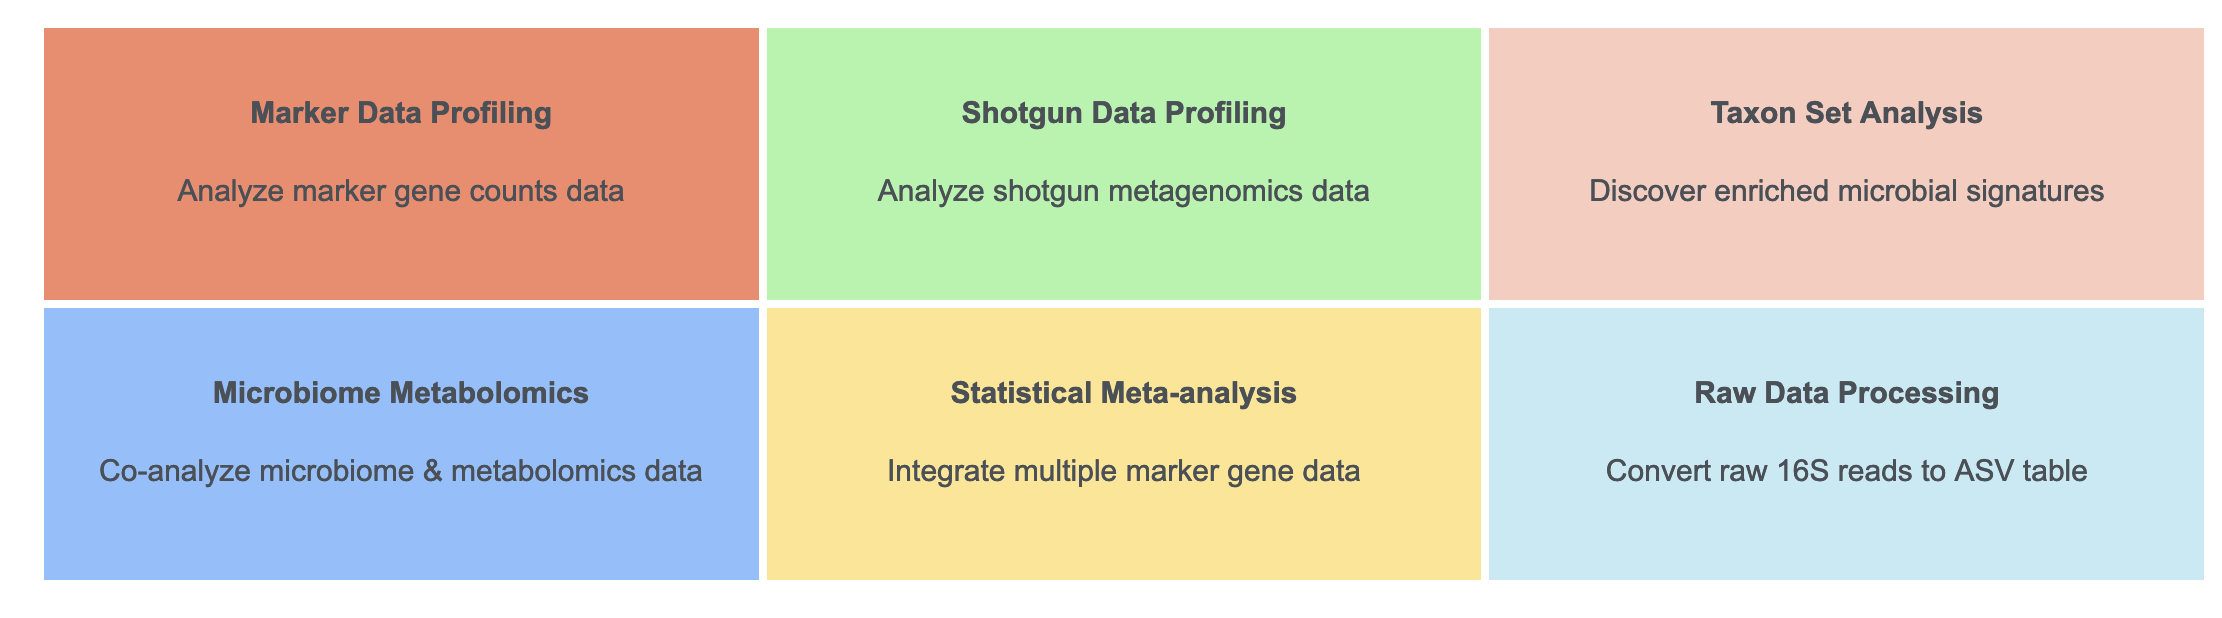 Marker Data Profiling
Analyze marker gene counts data
Shotgun Data Profiling
Analyze shotgun metagenomics data
Taxon Set Analysis
Discover enriched microbial signatures
Microbiome Metabolomics
Co-analyze microbiome & metabolomics data
Statistical Meta-analysis
Integrate multiple marker gene data
Raw Data Processing
Convert raw 16S reads to ASV table